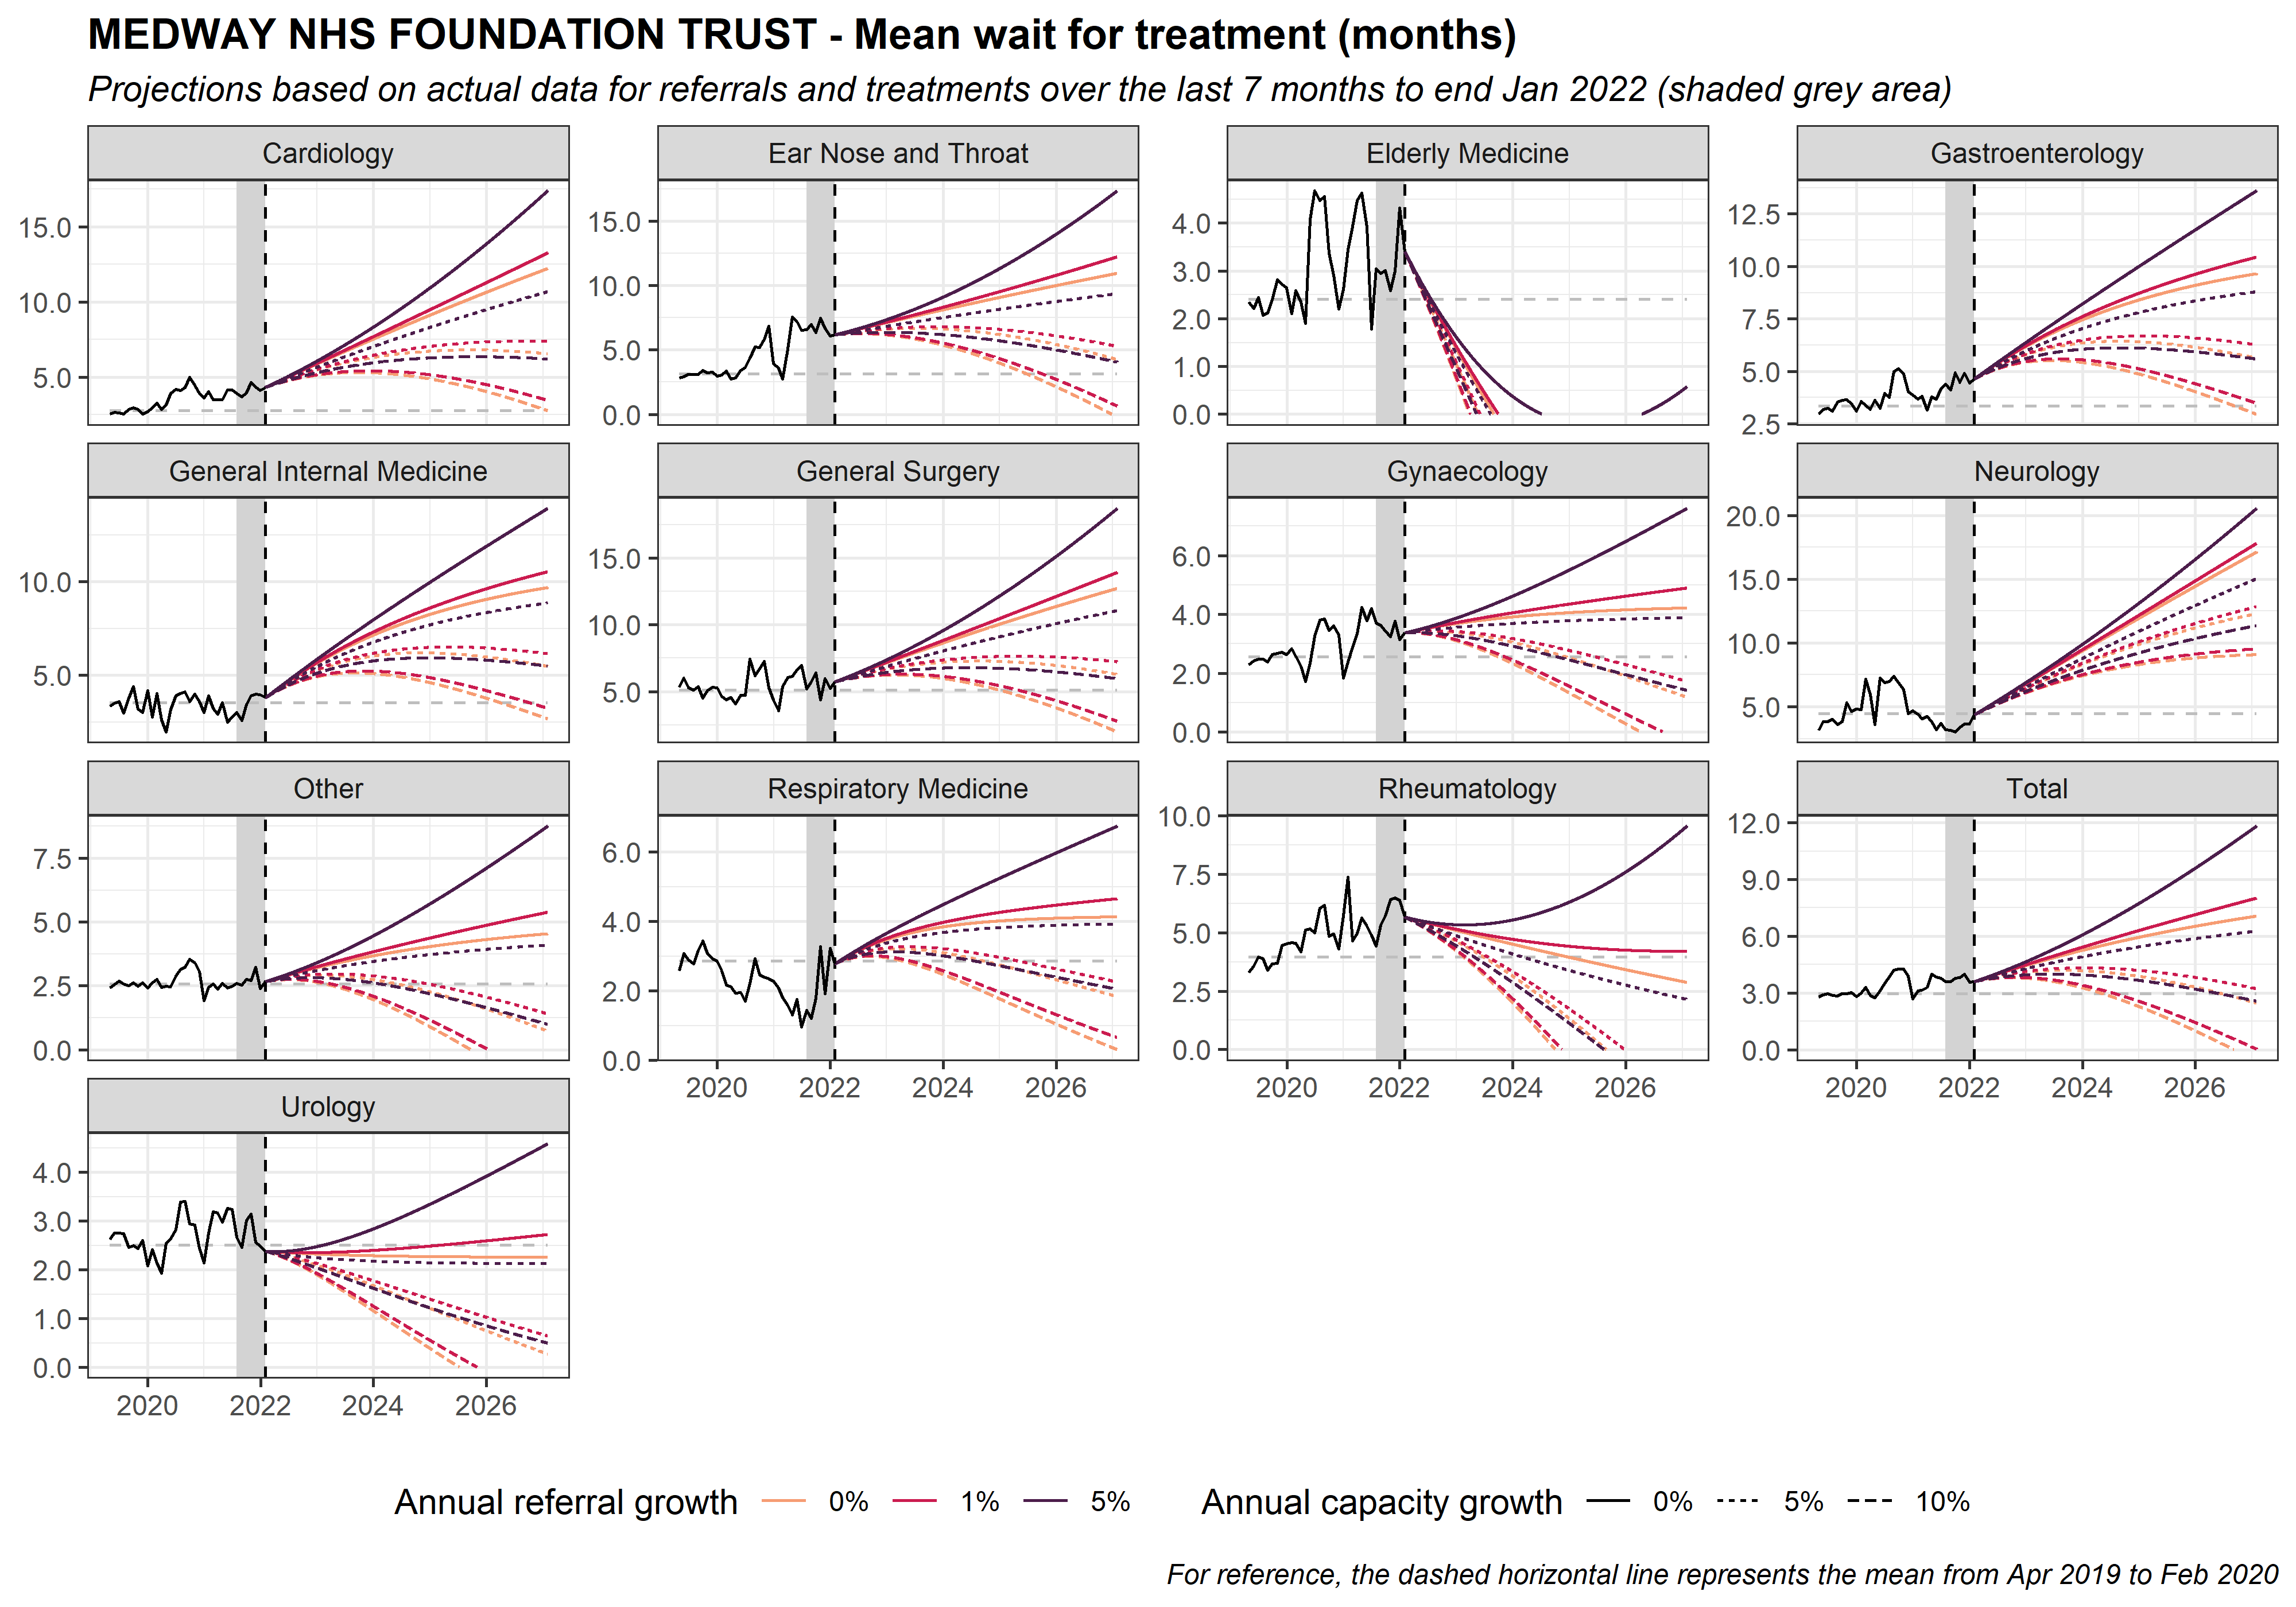 MEDWAY NHS FOUNDATION TRUST - Mean wait for treatment (months)
Projections based on actual data for referrals and treatments over the last 7 months to end Jan 2022 (shaded grey area)
Cardiology
15.0
10.0
5.0
Ear Nose and Throat
15.0
10.0
5.0
0.0
Elderly Medicine
4.0
3.0
2.0
1.0
0.0
Gastroenterology
12.5
10.0
7.5
5.0
2.5
General Internal Medicine
10.0
5.0
General Surgery
15.0
10.0
5.0
Gynaecology
6.0
4.0
2.0
0.0
Neurology
20.0
15.0
10.0
5.0
Other
7.5
5.0
2.5
0.0
Respiratory Medicine
6.0
4.0
2.0
0.0
2020 2022 2024 2026
Rheumatology
10.0
7.5
5.0
2.5
0.0
2020 2022 2024 2026
Total
12.0
9.0
6.0
3.0
0.0
2020 2022 2024 2026
Urology
4.0
3.0
2.0
1.0
0.0
2020 2022 2024 2026
Annual referral growth 0% 1% 5%
Annual capacity growth 0% 5% 10%
For reference, the dashed horizontal line represents the mean from Apr 2019 to Feb 2020